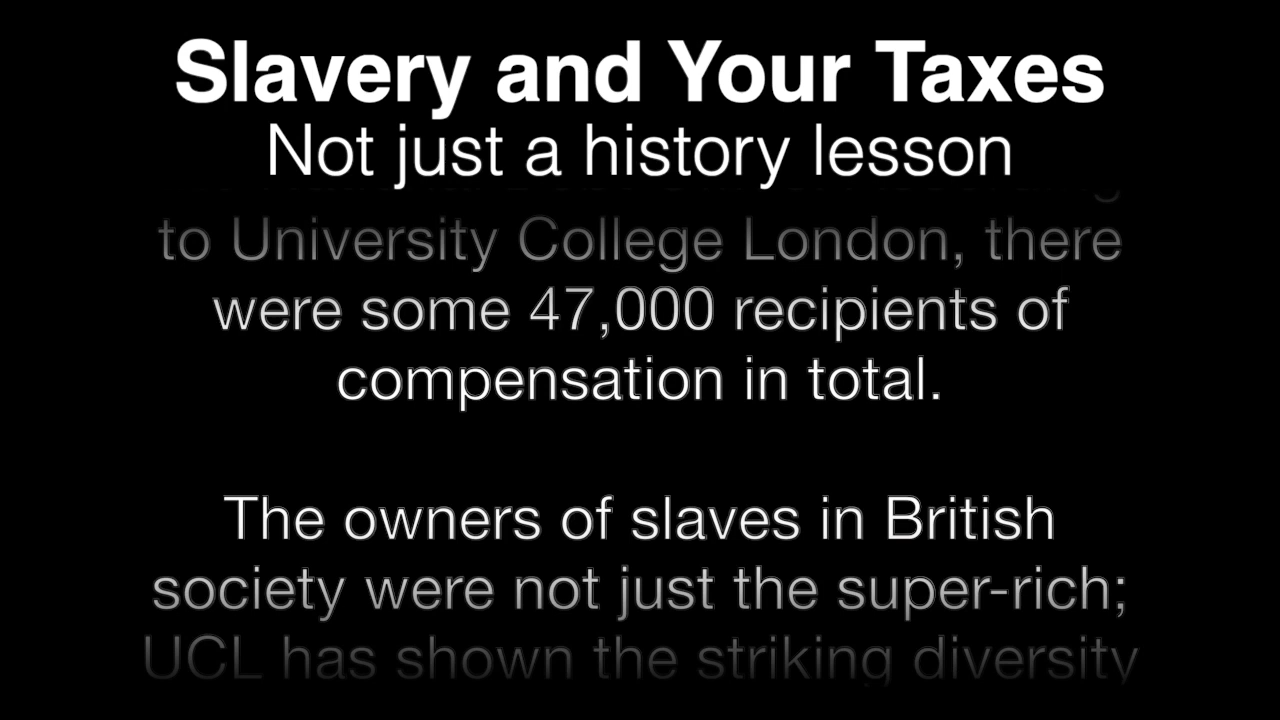 Slavery and Your Taxes
Not just a history lesson
to University College London, there
were some 47,000 recipients of
compensation in total.
The owners of slaves in British
society were not just the super-rich;
UCL has shown the striking diversity